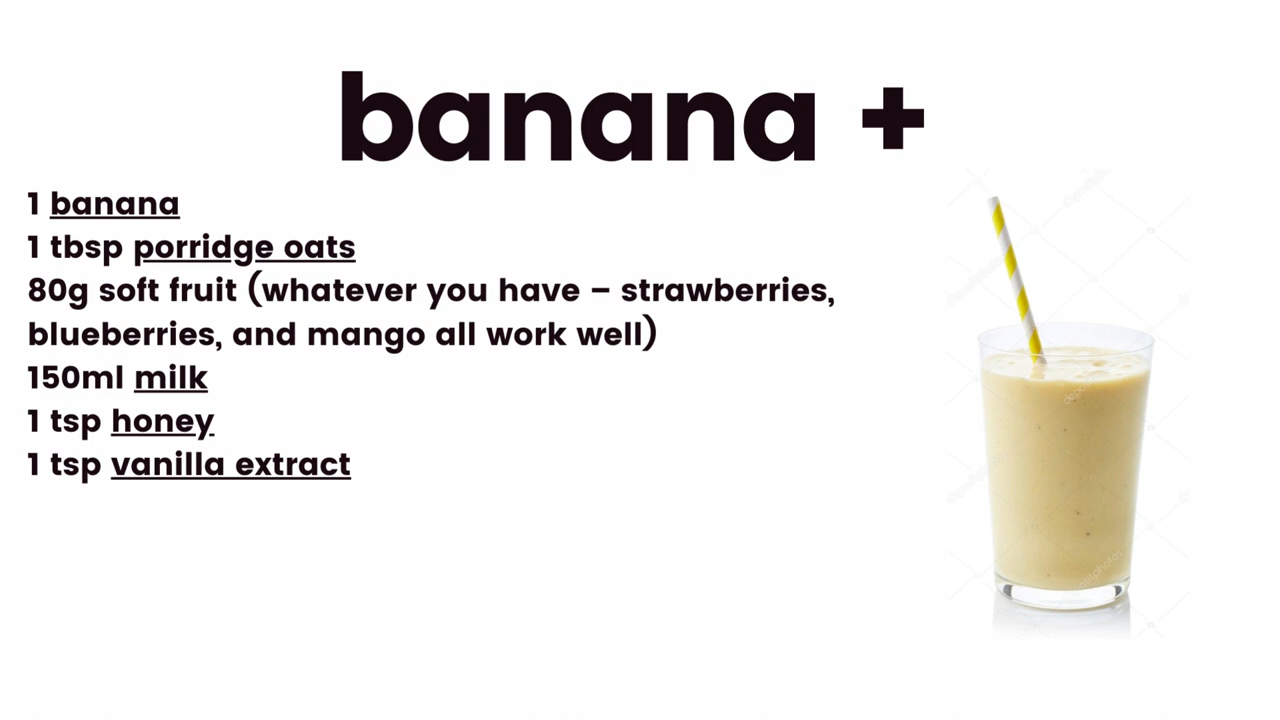 banana +
1 banana
1 tbsp porridge oats
80g soft fruit (whatever you have – strawberries,
blueberries, and mango all work well)
150ml milk
1 tsp honey
1 tsp vanilla extract
depositphotos